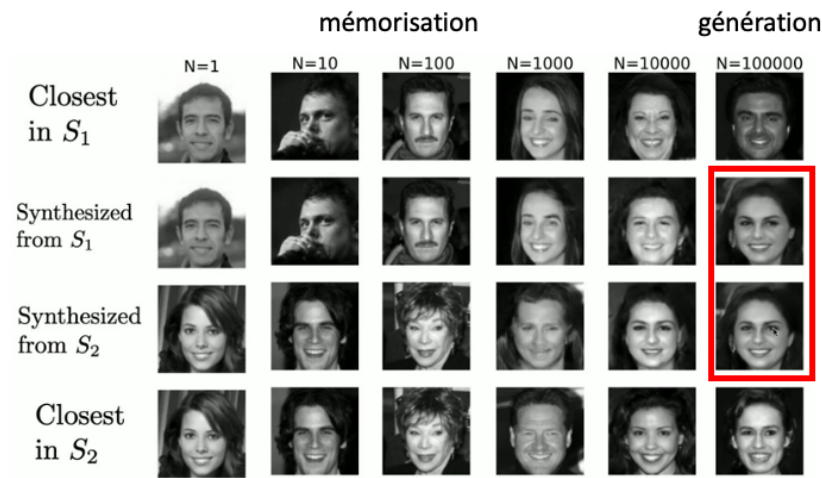 mémorisation génération
N=1 N=10 N=100 N=1000 N=10000 N=100000
Closest
in S₁
Synthesized
from S₁
Synthesized
from S₂
Closest
in S₂